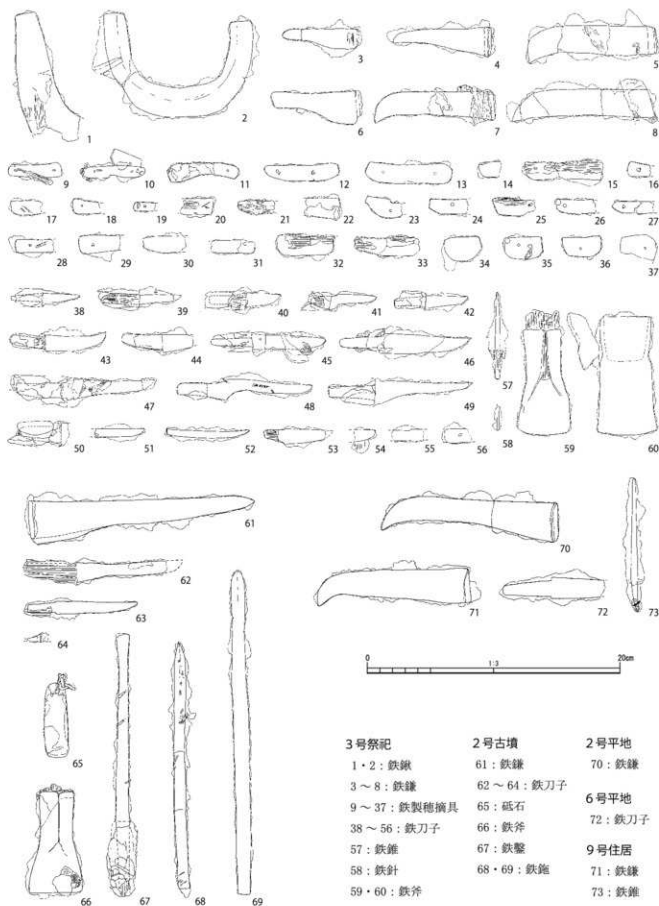 1 2 3 4 5
6 7 8
9 10 11 12 13 14 15 16
17 18 19 20 21 22 23 24 25 26 27
28 29 30 31 32 33 34 35 36 37
38 39 40 41 42
43 44 45 46 57
47 48 49 58 59 60
50 51 52 53 54 55 56
61 70
62
63 71 72 73
64
0 1:3 20cm
65
66 67 68 69
3号祭祀
1・2：鉄鍬
3～8：鉄鎌
9～37：鉄製穂摘具
38～56：鉄刀子
57：鉄錐
58：鉄針
59・60：鉄斧
2号古墳
61：鉄鎌
62～64：鉄刀子
65：砥石
66：鉄斧
67：鉄鑿
68・69：鉄鉇
2号平地
70：鉄鎌
6号平地
72：鉄刀子
9号住居
71：鉄鎌
73：鉄錐